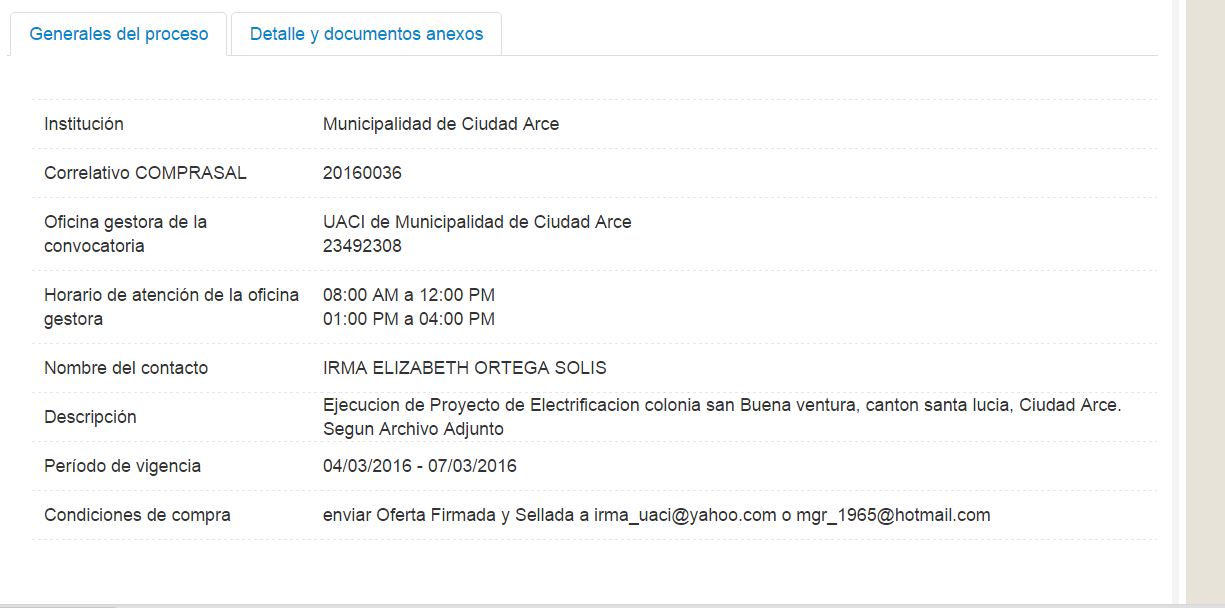 Generales del proceso
Detalle y documentos anexos
Institución
Municipalidad de Ciudad Arce
Correlativo COMPRASAL
20160036
Oficina gestora de la
convocatoria
UACI de Municipalidad de Ciudad Arce
23492308
Horario de atención de la oficina
gestora
08:00 AM a 12:00 PM
01:00 PM a 04:00 PM
Nombre del contacto
IRMA ELIZABETH ORTEGA SOLIS
Descripción
Ejecucion de Proyecto de Electrificacion colonia san Buena ventura, canton santa lucia, Ciudad Arce.
Segun Archivo Adjunto
Período de vigencia
04/03/2016 - 07/03/2016
Condiciones de compra
enviar Oferta Firmada y Sellada a irma_uaci@yahoo.com o mgr_1965@hotmail.com